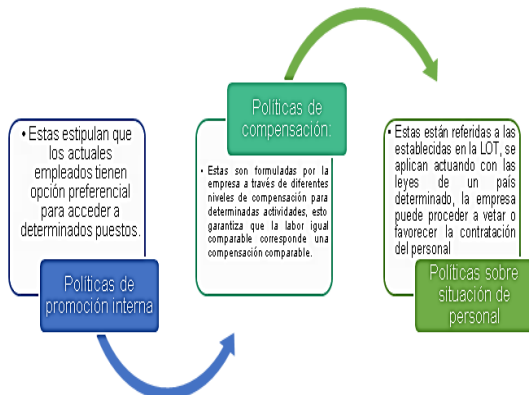 • Estas estipulan que
los actuales
empleados tienen
opción preferencial
para acceder a
determinados puestos.
Políticas de
promoción interna
Políticas de
compensación:
• Estas son formuladas por la
empresa a través de diferentes
niveles de compensación para
determinadas actividades, esto
garantiza que la labor igual
comparable corresponde una
compensación comparable.
• Estas están referidas a las
establecidas en la LOT, se
aplican actuando con las
leyes de un país
determinado, la empresa
puede proceder a vetar o
favorecer la contratación
del personal
Políticas sobre
situación de
personal